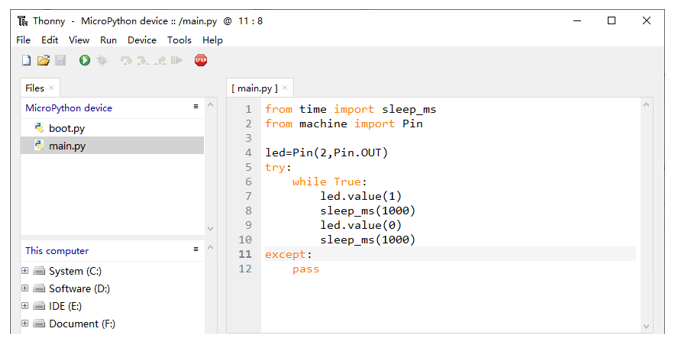 Thonny - MicroPython device :: /main.py @ 11 : 8
File Edit View Run Device Tools Help
STOP
Files ×
MicroPython device ≡
boot.py
main.py
This computer ≡
System (C:)
Software (D:)
IDE (E:)
Document (F:)
[ main.py ] ×
1 from time import sleep_ms
2 from machine import Pin
3
4 led=Pin(2,Pin.OUT)
5 try:
6     while True:
7         led.value(1)
8         sleep_ms(1000)
9         led.value(0)
10         sleep_ms(1000)
11 except:
12     pass